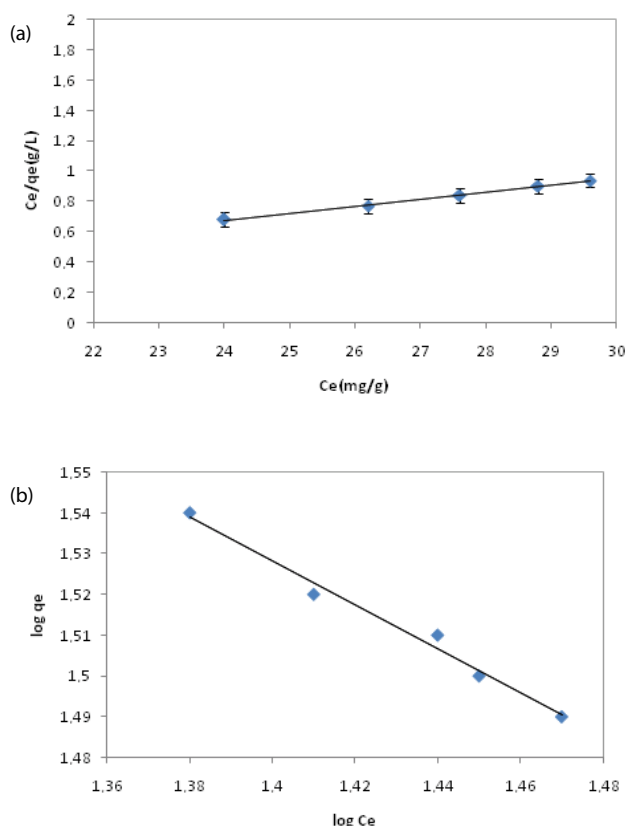 (a)
Ce/qe(g/L)
2
1,8
1,6
1,4
1,2
1
0,8
0,6
0,4
0,2
0
22 23 24 25 26 27 28 29 30
Ce(mg/g)
(b)
log qe
1,55
1,54
1,53
1,52
1,51
1,5
1,49
1,48
1,36 1,38 1,4 1,42 1,44 1,46 1,48
log Ce